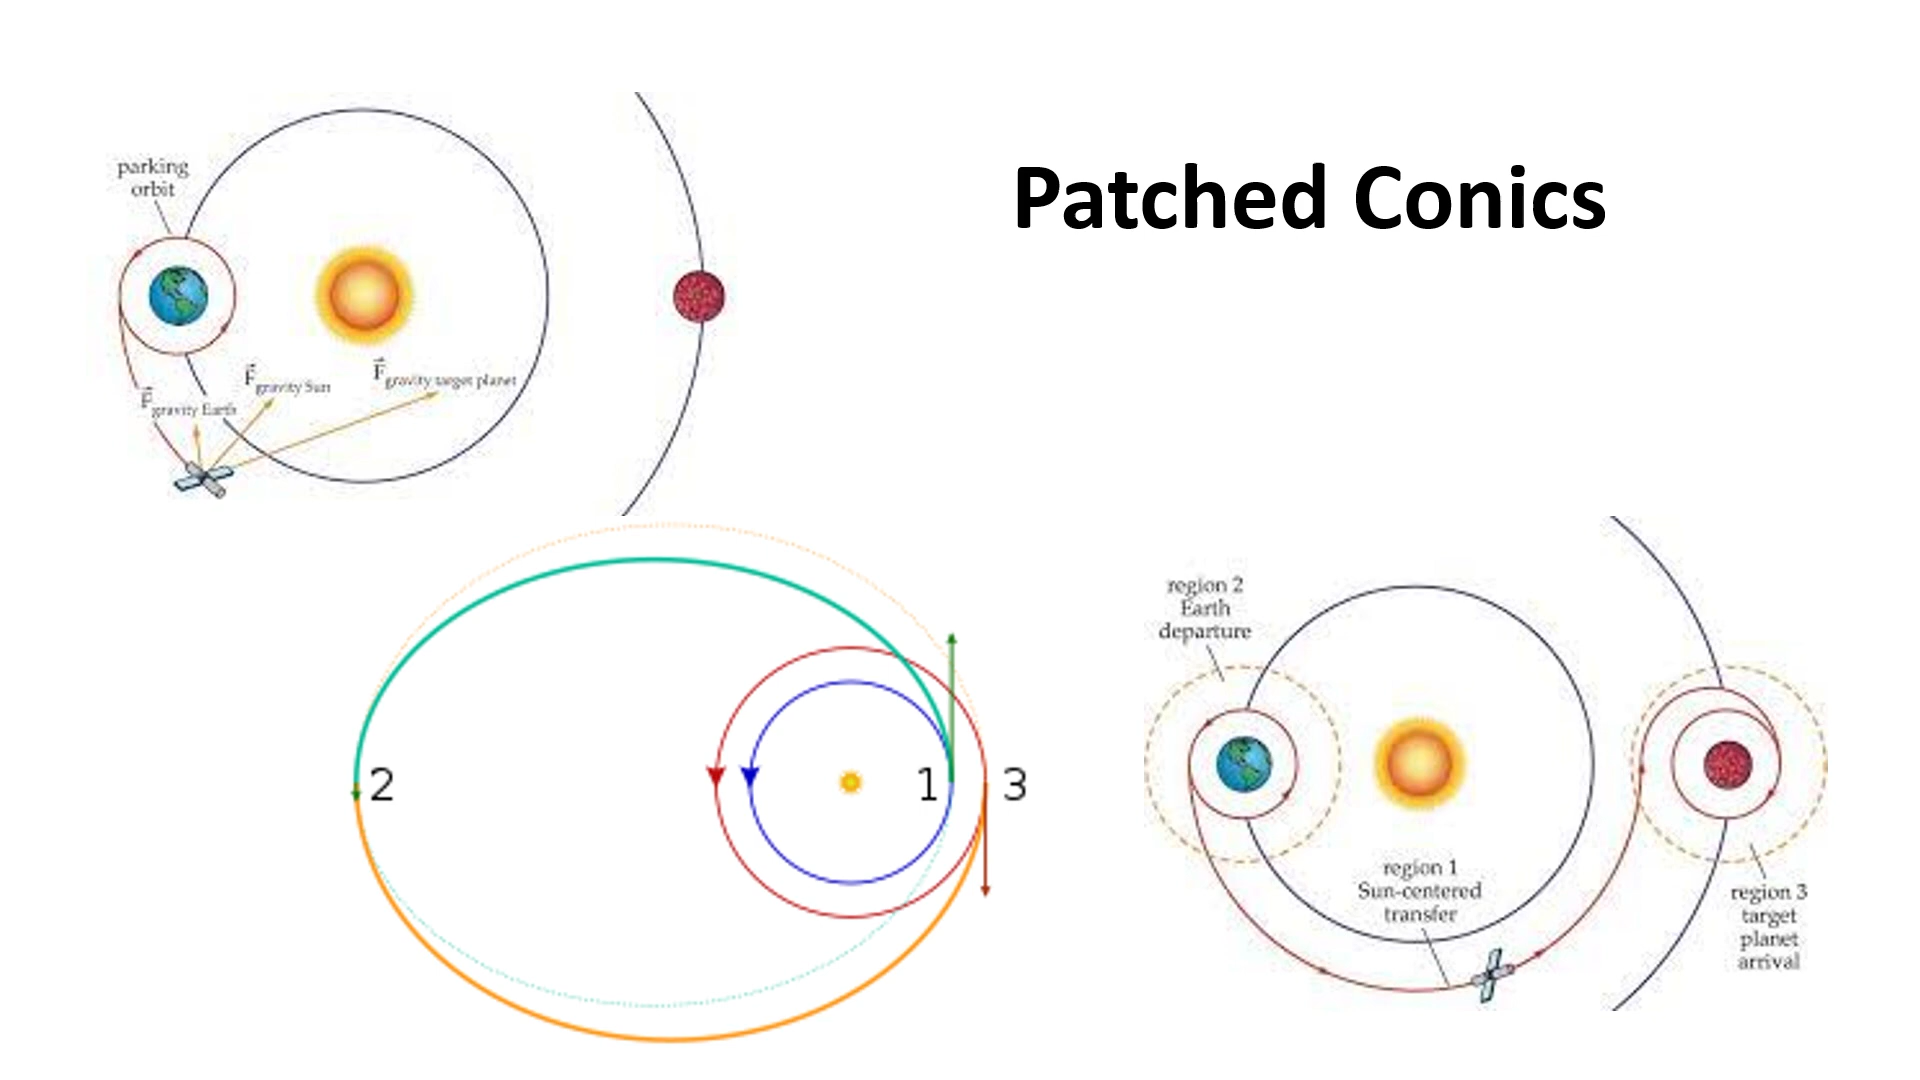 Patched Conics
parking
orbit
F⃗gravity Earth
F⃗gravity Sun
F⃗gravity target planet
2
1
3
region 2
Earth
departure
region 1
Sun-centered
transfer
region 3
target
planet
arrival